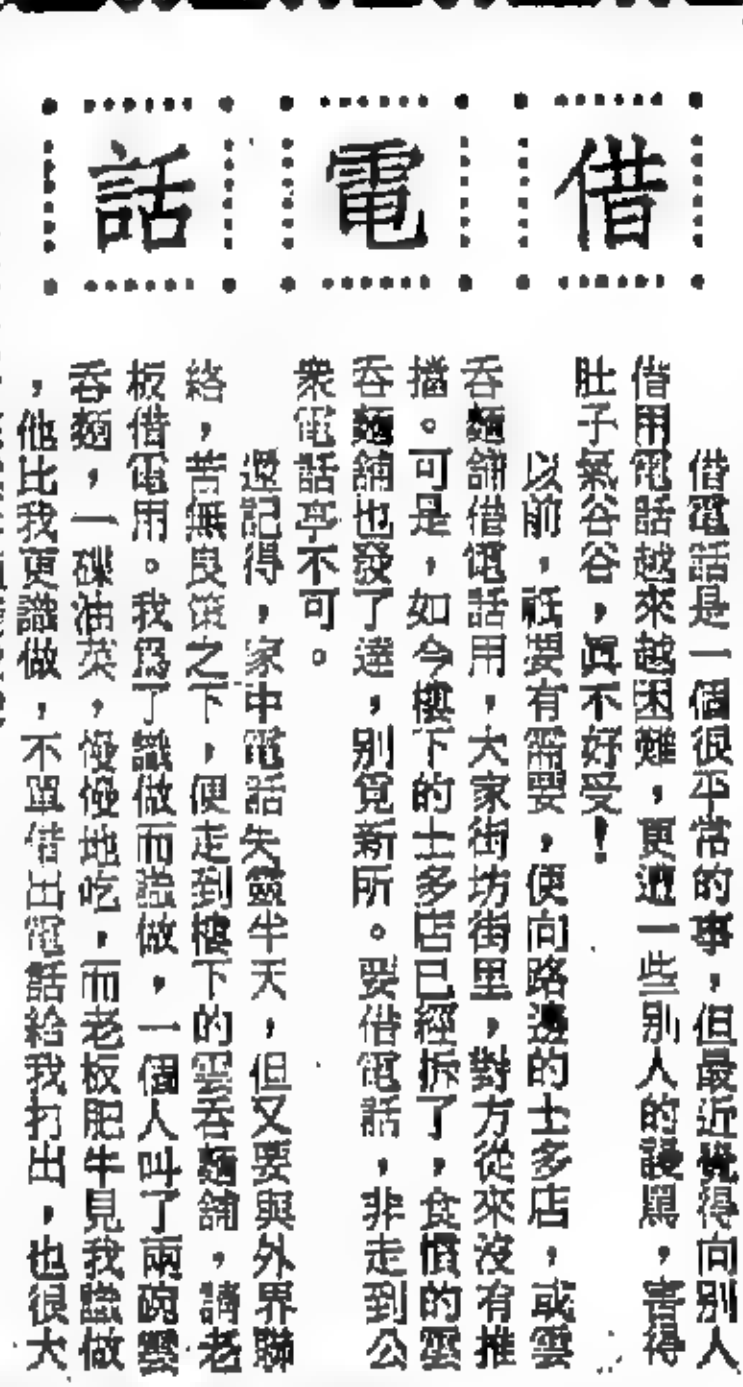 借電話
借電話是一個很平常的事，但最近覺得向別人
借用電話越來越困難，更遭一些別人的謾罵，害得
肚子氣谷谷，眞不好受！
以前，祇要有需要，便向路邊的士多店，或雲
吞麵舖借電話用，大家街坊街里，對方從來沒有推
擋。可是，如今樓下的士多店已經拆了，食慣的雲
吞麵舖也發了達，別覓新所。要借電話，非走到公
衆電話亭不可。
還記得，家中電話失靈半天，但又要與外界聯
絡，苦無良策之下，便走到樓下的雲吞麵舖，請老
板借電用。我爲了識做而識做，一個人叫了兩碗雲
吞麵，一碟油菜，慢慢地吃，而老板肥牛見我識做
，他比我更識做，不單借出電話給我打出，也很大